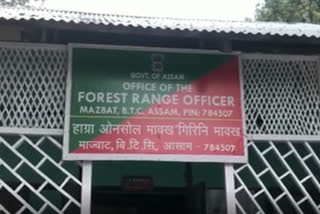 GOVT. OF ASSAM
OFFICE OF THE
FOREST RANGE OFFICER
MAZBAT, B.T.C., ASSAM, PIN: 784507
हाग्रा ओनसोल मावख'गिरिनि मावख
माज्बाट, बि.टि.सि., आसाम - 784507